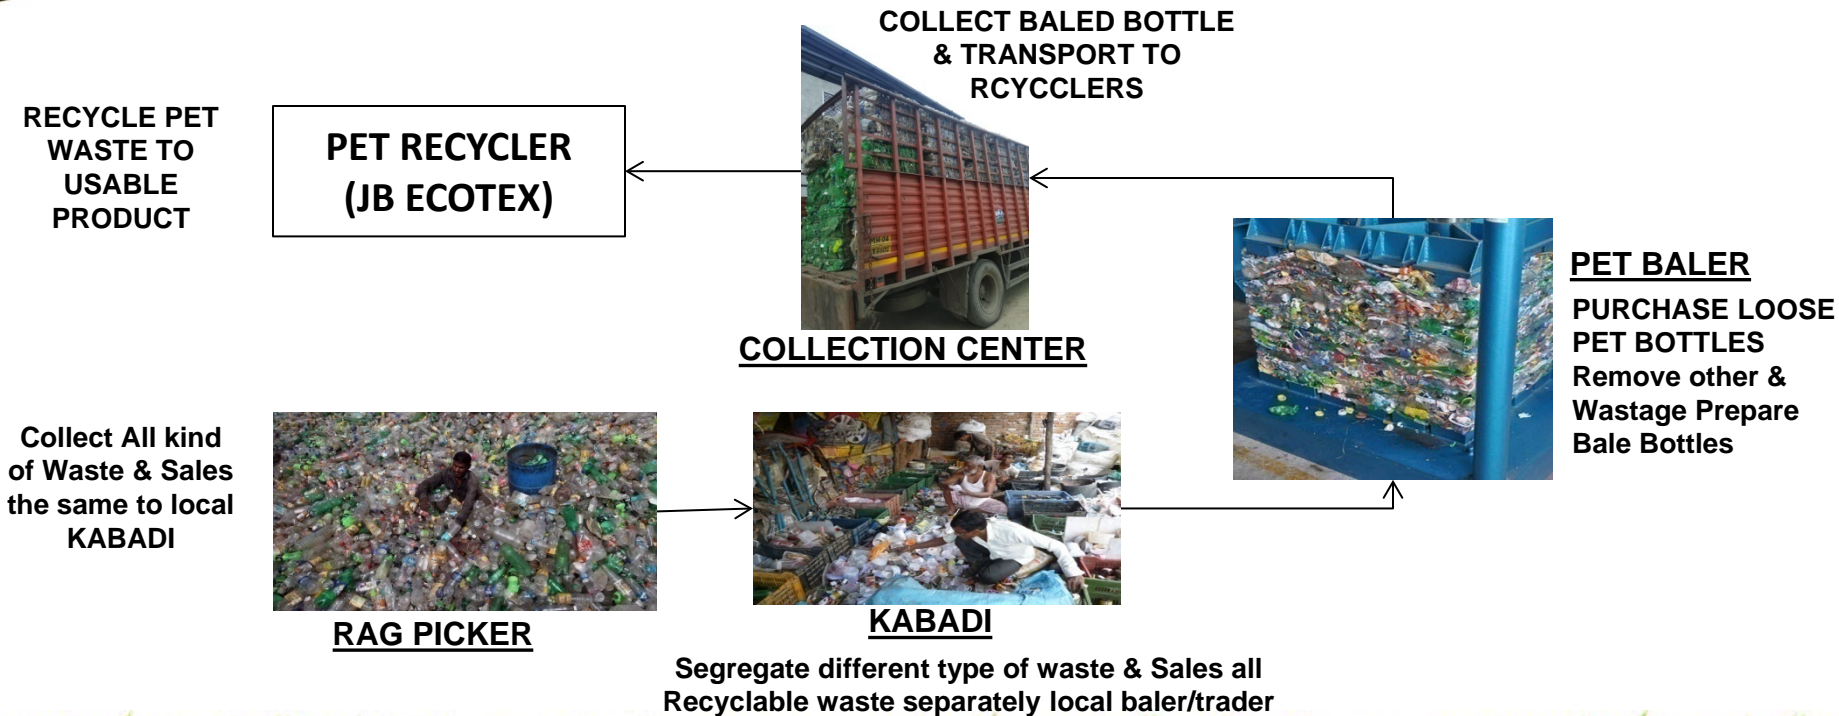 COLLECT BALED BOTTLE
& TRANSPORT TO
RCYCCLERS
RECYCLE PET
WASTE TO
USABLE
PRODUCT
PET RECYCLER
(JB ECOTEX)
COLLECTION CENTER
PET BALER
PURCHASE LOOSE
PET BOTTLES
Remove other &
Wastage Prepare
Bale Bottles
Collect All kind
of Waste & Sales
the same to local
KABADI
RAG PICKER
KABADI
Segregate different type of waste & Sales all
Recyclable waste separately local baler/trader